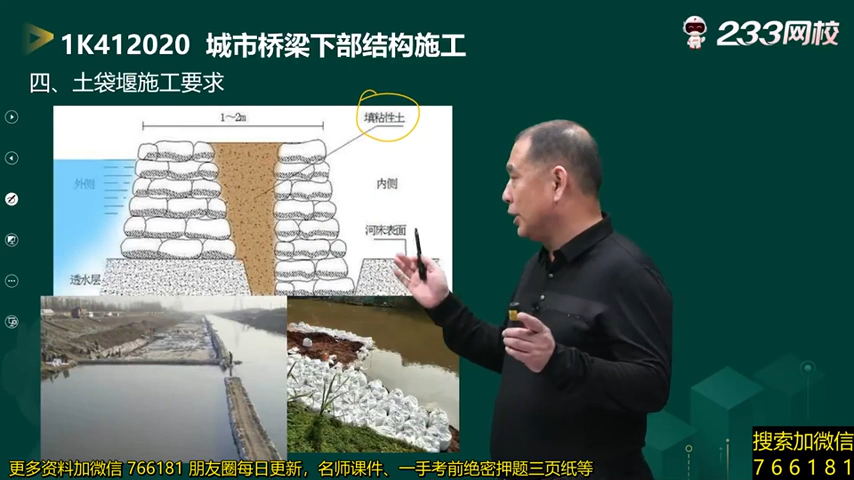 1K412020 城市桥梁下部结构施工
233网校
四、土袋堰施工要求
1～2m
填粘性土
外侧
内侧
河床表面
透水层
搜索加微信
766181
更多资料加微信 766181 朋友圈每日更新，名师课件、一手考前绝密押题三页纸等